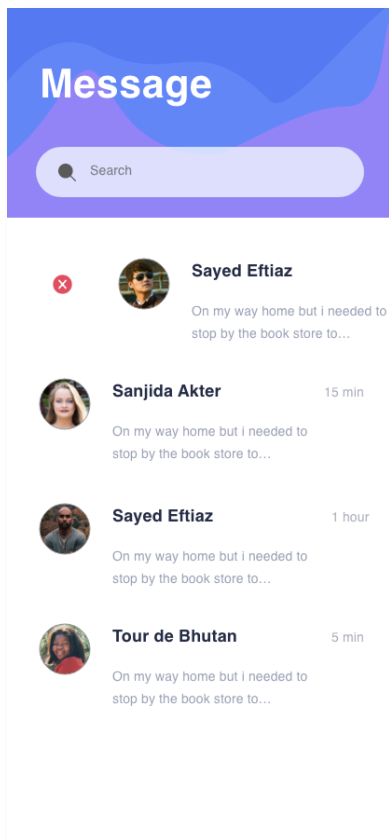 Message
Search
Sayed Eftiaz
On my way home but i needed to
stop by the book store to...
Sanjida Akter 15 min
On my way home but i needed to
stop by the book store to...
Sayed Eftiaz 1 hour
On my way home but i needed to
stop by the book store to...
Tour de Bhutan 5 min
On my way home but i needed to
stop by the book store to...